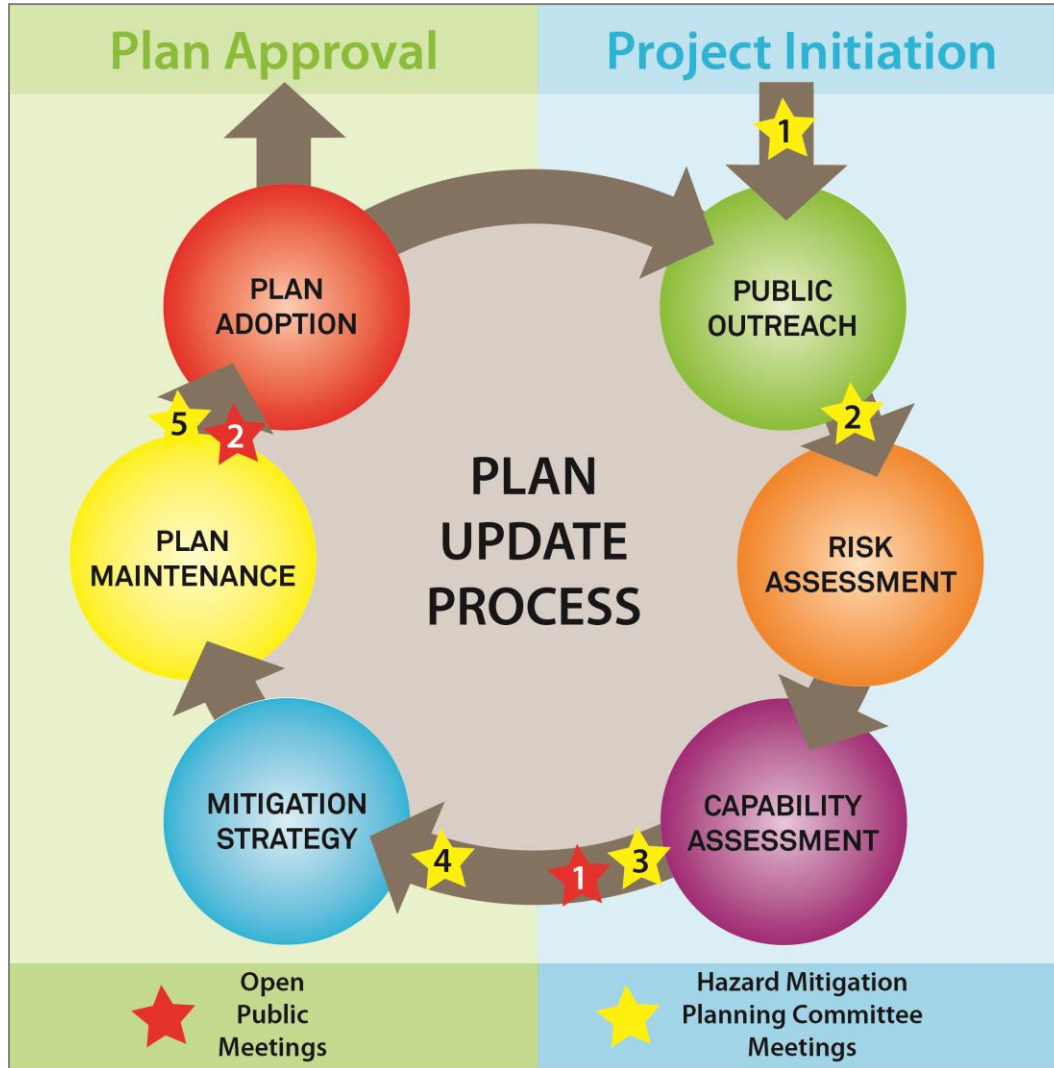 Plan Approval
Project Initiation
1
PLAN
ADOPTION
PUBLIC
OUTREACH
5
2
2
PLAN
UPDATE
PROCESS
PLAN
MAINTENANCE
RISK
ASSESSMENT
MITIGATION
STRATEGY
CAPABILITY
ASSESSMENT
4
1
3
Open
Public
Meetings
Hazard Mitigation
Planning Committee
Meetings